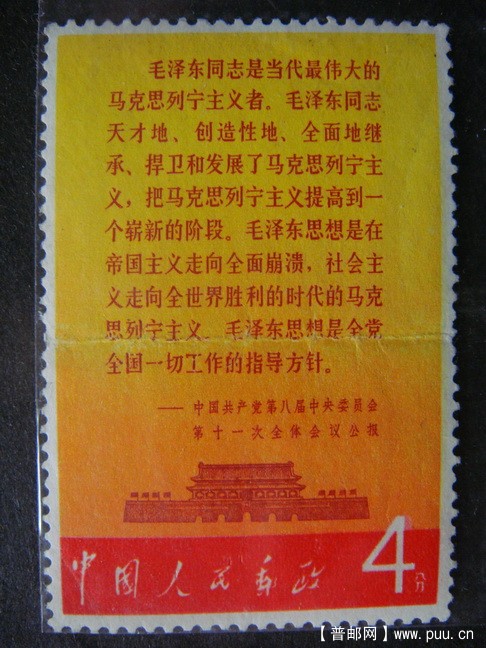 毛泽东同志是当代最伟大的
马克思列宁主义者。毛泽东同志
天才地、创造性地、全面地继
承、捍卫和发展了马克思列宁主
义，把马克思列宁主义提高到一
个崭新的阶段。毛泽东思想是在
帝国主义走向全面崩溃，社会主
义走向全世界胜利的时代的马克
思列宁主义。毛泽东思想是全党
全国一切工作的指导方针。
——中国共产党第八届中央委员会
第十一次全体会议公报
中国人民邮政
4分
【普邮网】www.puu.cn